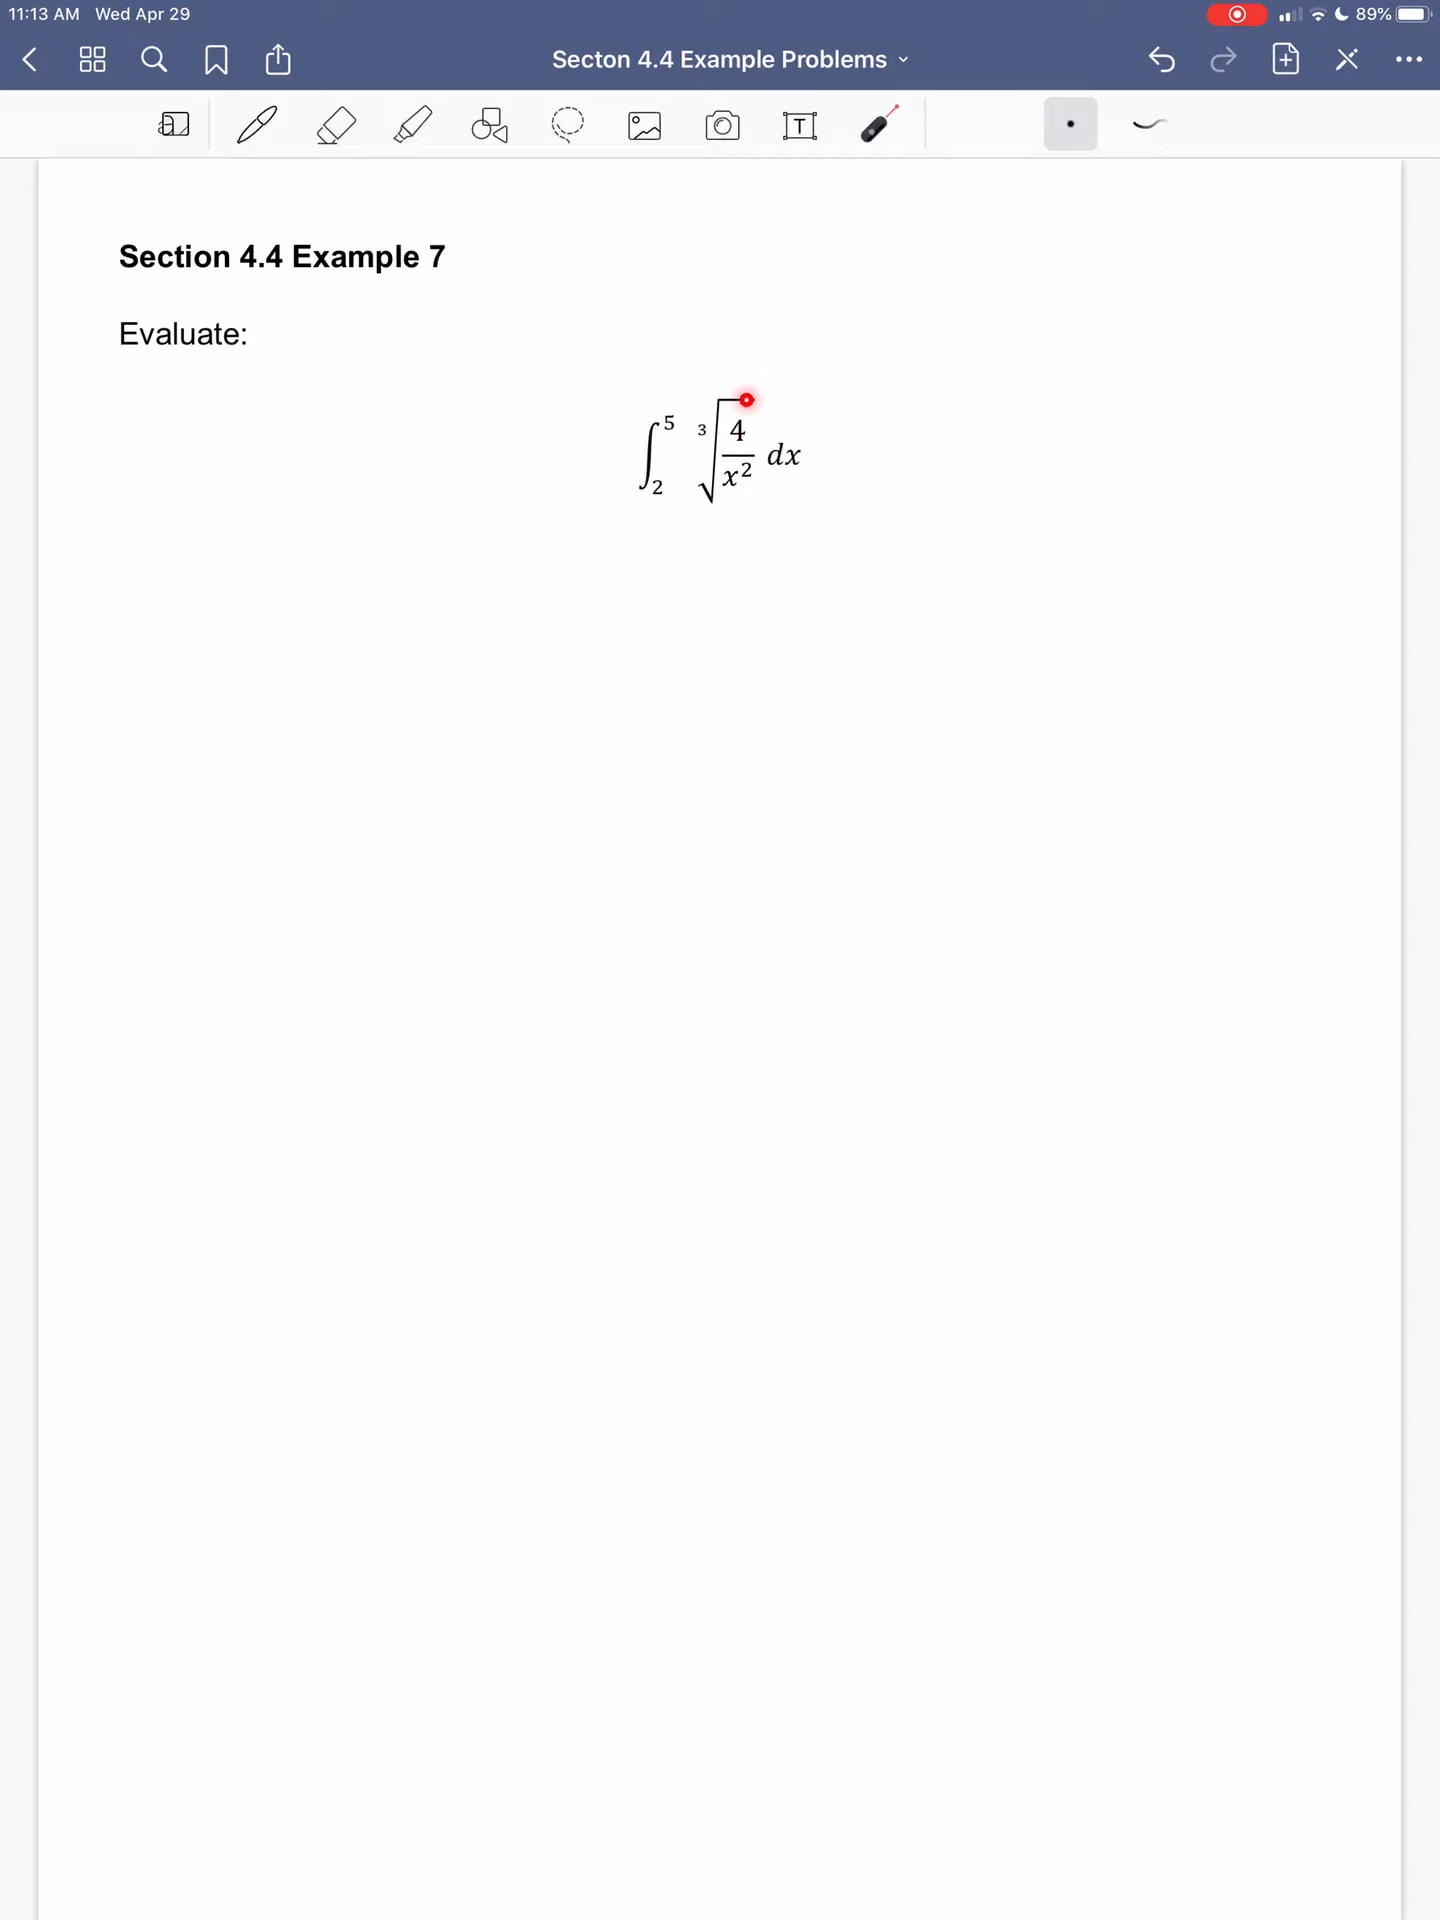 11:13 AM Wed Apr 29
89%
Secton 4.4 Example Problems
T
Section 4.4 Example 7
Evaluate:
∫₂⁵ ∛(4/x²) dx